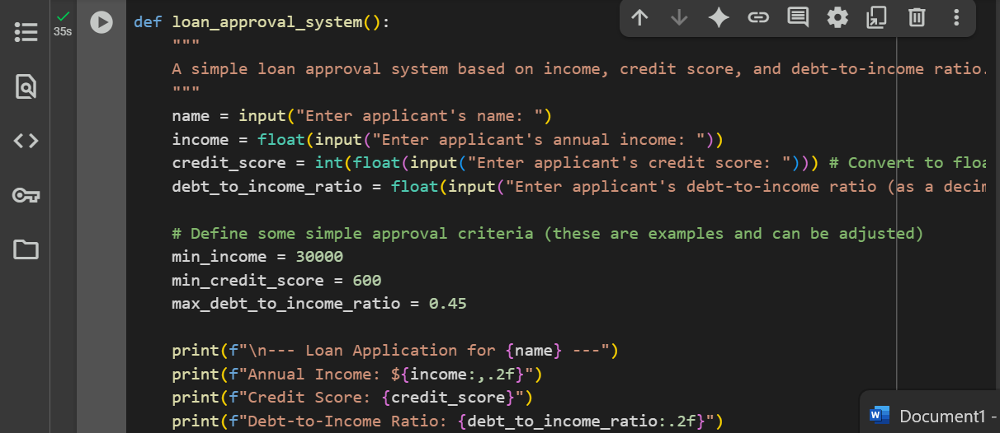 35s
def loan_approval_system():
"""
A simple loan approval system based on income, credit score, and debt-to-income ratio.
"""
name = input("Enter applicant's name: ")
income = float(input("Enter applicant's annual income: "))
credit_score = int(float(input("Enter applicant's credit score: "))) # Convert to
debt_to_income_ratio = float(input("Enter applicant's debt-to-income ratio (as a
# Define some simple approval criteria (these are examples and can be adjusted)
min_income = 30000
min_credit_score = 600
max_debt_to_income_ratio = 0.45
print(f"\n--- Loan Application for {name} ---")
print(f"Annual Income: ${income:,.2f}")
print(f"Credit Score: {credit_score}")
print(f"Debt-to-Income Ratio: {debt_to_income_ratio:.2f}")
Document1 -